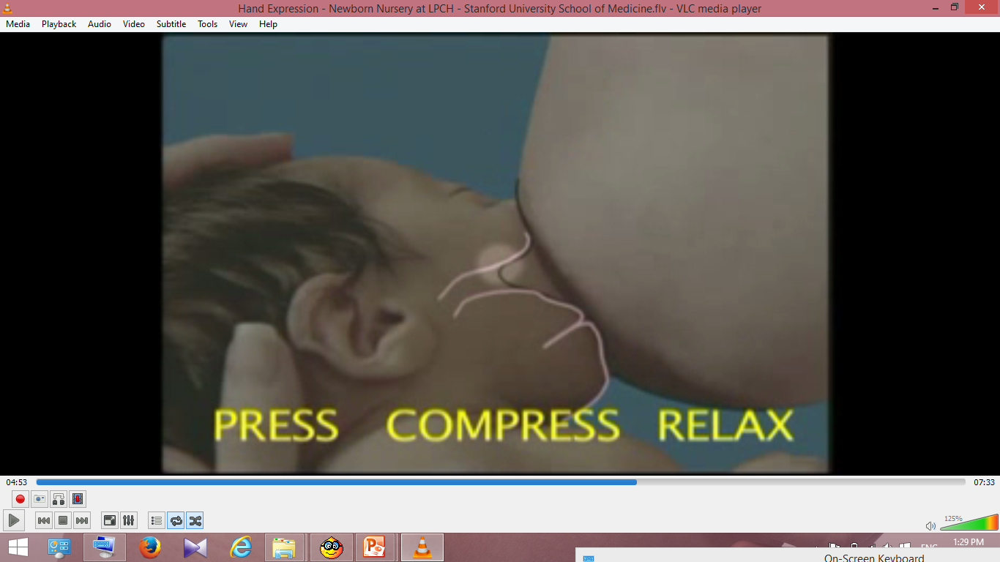 Hand Expression - Newborn Nursery at LPCH - Stanford University School of Medicine.flv - VLC media player
Media Playback Audio Video Subtitle Tools View Help
PRESS COMPRESS RELAX
04:53 07:33
125%
ENG 1:29 PM
On-Screen Keyboard